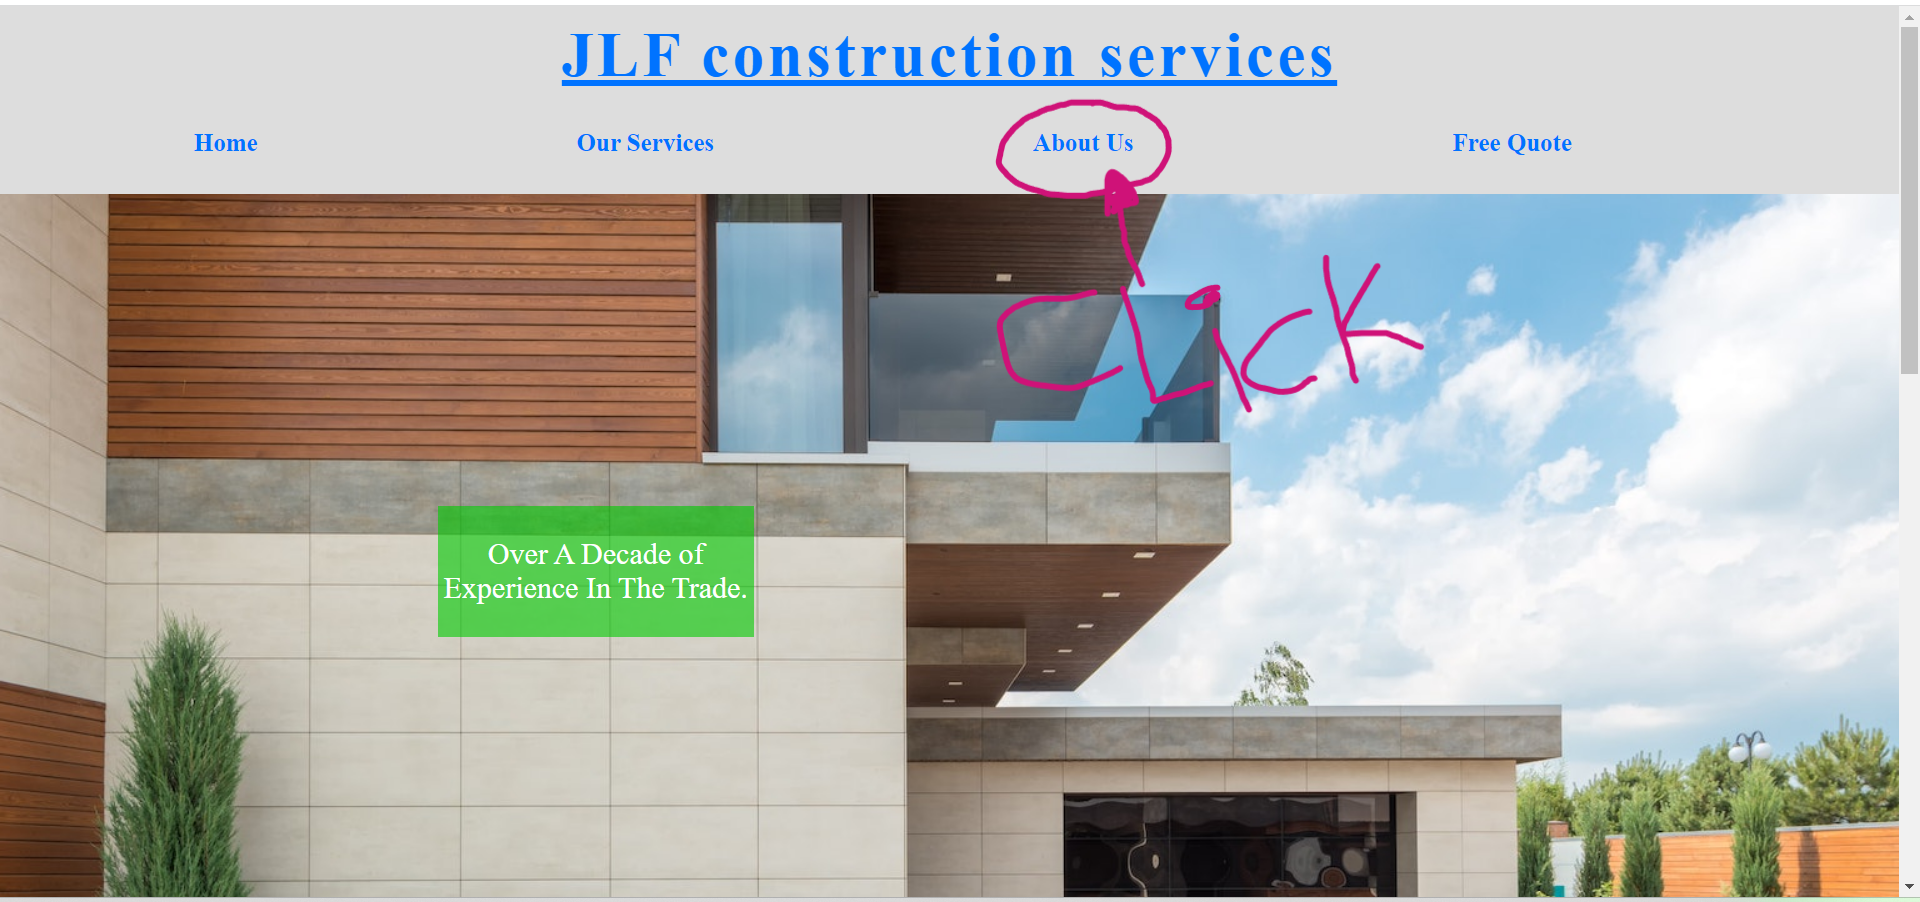 JLF construction services
Home Our Services About Us Free Quote
CLiCK
Over A Decade of
Experience In The Trade.